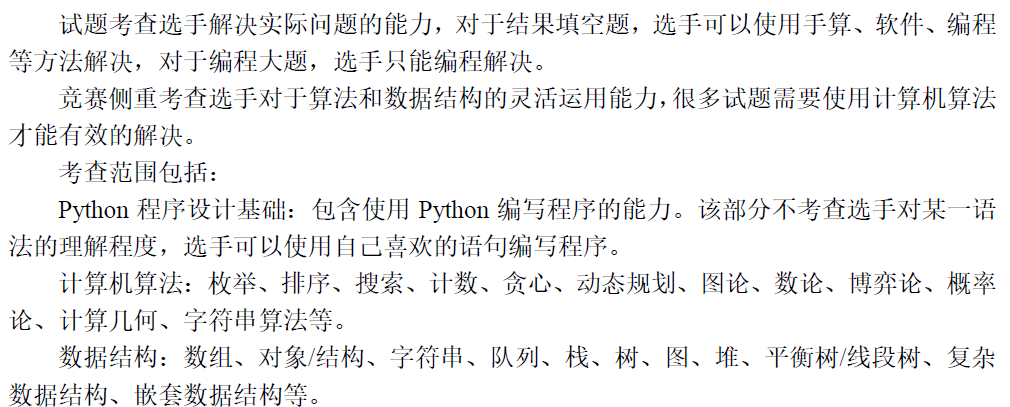 试题考查选手解决实际问题的能力，对于结果填空题，选手可以使用手算、软件、编程
等方法解决，对于编程大题，选手只能编程解决。
竞赛侧重考查选手对于算法和数据结构的灵活运用能力，很多试题需要使用计算机算法
才能有效的解决。
考查范围包括：
Python 程序设计基础：包含使用 Python 编写程序的能力。该部分不考查选手对某一语
法的理解程度，选手可以使用自己喜欢的语句编写程序。
计算机算法：枚举、排序、搜索、计数、贪心、动态规划、图论、数论、博弈论、概率
论、计算几何、字符串算法等。
数据结构：数组、对象/结构、字符串、队列、栈、树、图、堆、平衡树/线段树、复杂
数据结构、嵌套数据结构等。